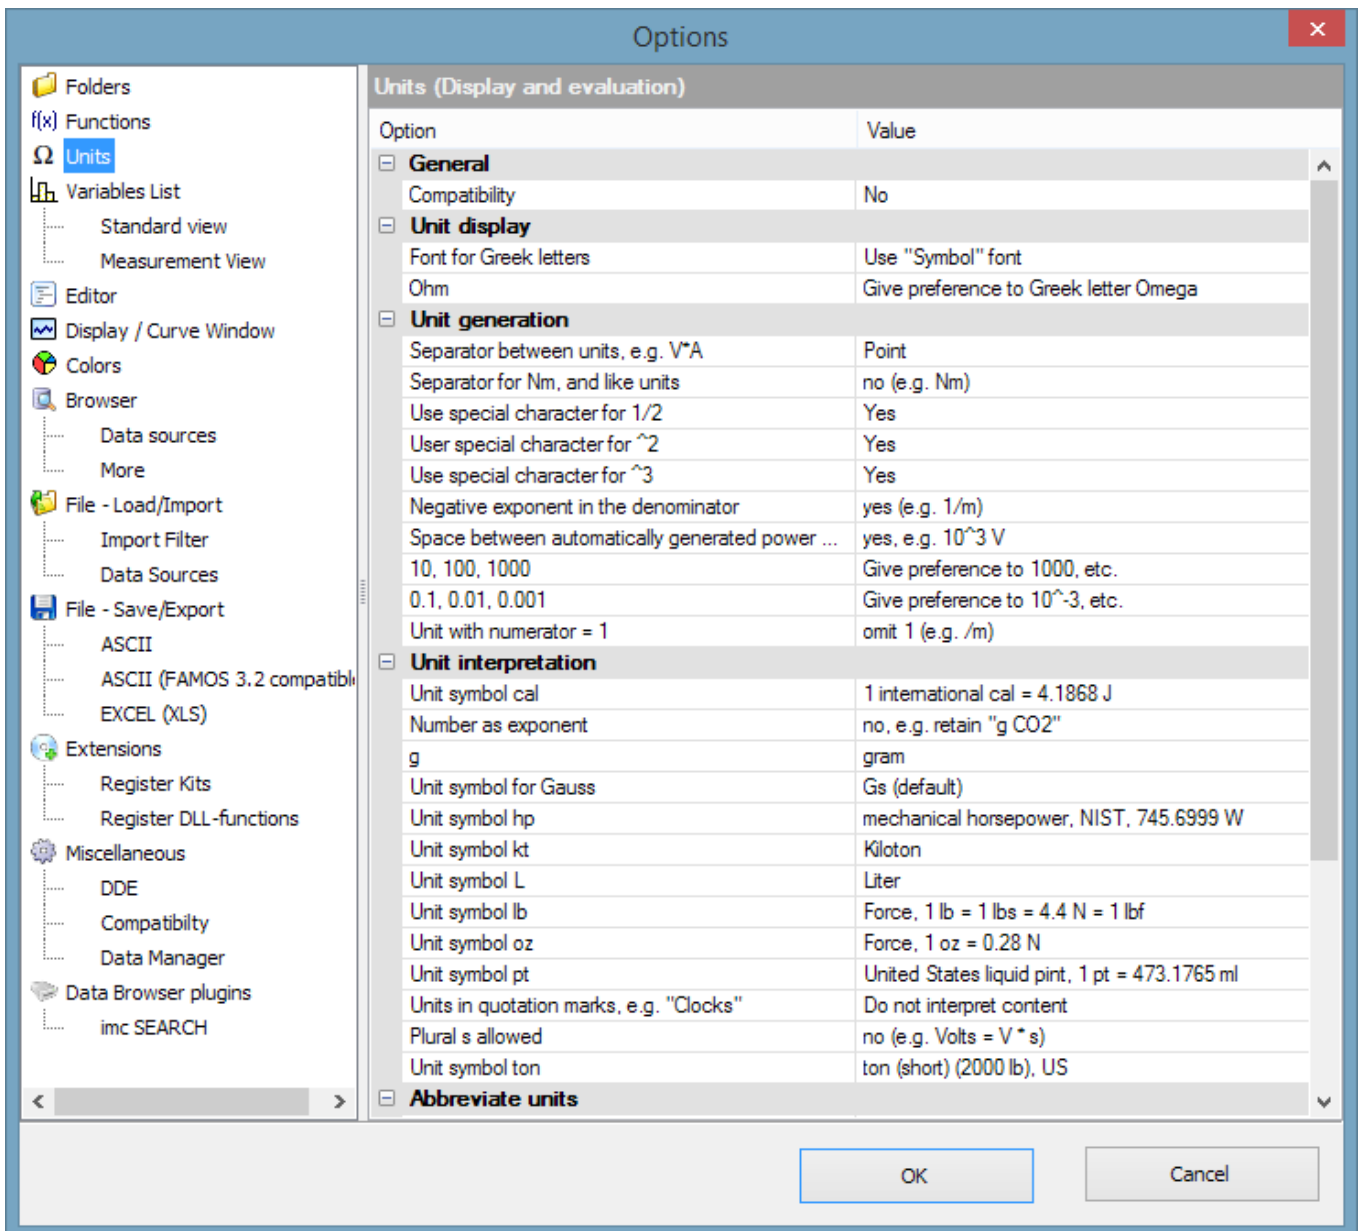 Options
Folders
f(x) Functions
Ω Units
Variables List
Standard view
Measurement View
Editor
Display / Curve Window
Colors
Browser
Data sources
More
File - Load/Import
Import Filter
Data Sources
File - Save/Export
ASCII
ASCII (FAMOS 3.2 compatibl
EXCEL (XLS)
Extensions
Register Kits
Register DLL-functions
Miscellaneous
DDE
Compatibilty
Data Manager
Data Browser plugins
imc SEARCH
Units (Display and evaluation)
Option Value
General
Compatibility No
Unit display
Font for Greek letters Use "Symbol" font
Ohm Give preference to Greek letter Omega
Unit generation
Separator between units, e.g. V*A Point
Separator for Nm, and like units no (e.g. Nm)
Use special character for 1/2 Yes
User special character for ^2 Yes
Use special character for ^3 Yes
Negative exponent in the denominator yes (e.g. 1/m)
Space between automatically generated power ... yes, e.g. 10^3 V
10, 100, 1000 Give preference to 1000, etc.
0.1, 0.01, 0.001 Give preference to 10^-3, etc.
Unit with numerator = 1 omit 1 (e.g. /m)
Unit interpretation
Unit symbol cal 1 international cal = 4.1868 J
Number as exponent no, e.g. retain "g CO2"
g gram
Unit symbol for Gauss Gs (default)
Unit symbol hp mechanical horsepower, NIST, 745.6999 W
Unit symbol kt Kiloton
Unit symbol L Liter
Unit symbol lb Force, 1 lb = 1 lbs = 4.4 N = 1 lbf
Unit symbol oz Force, 1 oz = 0.28 N
Unit symbol pt United States liquid pint, 1 pt = 473.1765 ml
Units in quotation marks, e.g. "Clocks" Do not interpret content
Plural s allowed no (e.g. Volts = V * s)
Unit symbol ton ton (short) (2000 lb), US
Abbreviate units
OK Cancel